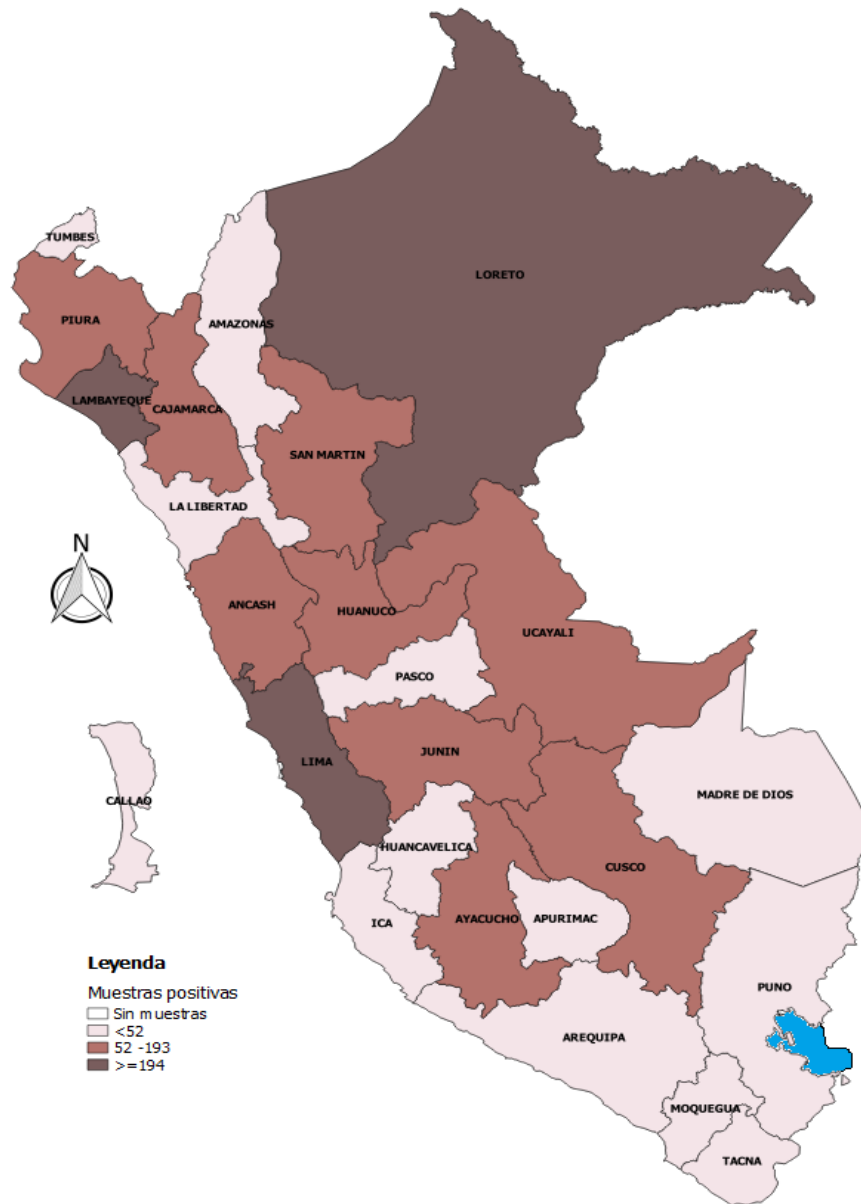 TUMBES
LORETO
PIURA
AMAZONAS
LAMBAYEQUE
CAJAMARCA
SAN MARTIN
LA LIBERTAD
N
ANCASH
HUANUCO
UCAYALI
PASCO
JUNIN
LIMA
MADRE DE DIOS
CALLAO
HUANCAVELICA
CUSCO
ICA
AYACUCHO
APURIMAC
PUNO
AREQUIPA
MOQUEGUA
TACNA
Leyenda
Muestras positivas
Sin muestras
<52
52 -193
>=194